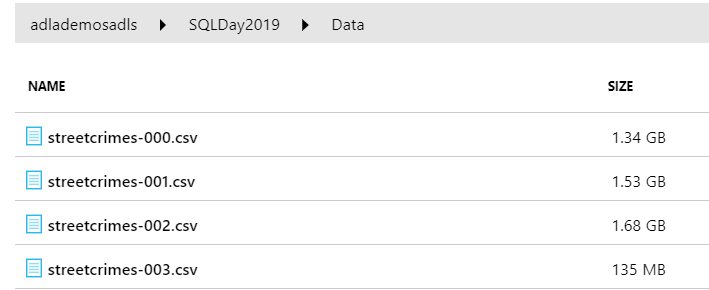 adlademosadls SQLDay2019 Data
NAME SIZE
streetcrimes-000.csv 1.34 GB
streetcrimes-001.csv 1.53 GB
streetcrimes-002.csv 1.68 GB
streetcrimes-003.csv 135 MB